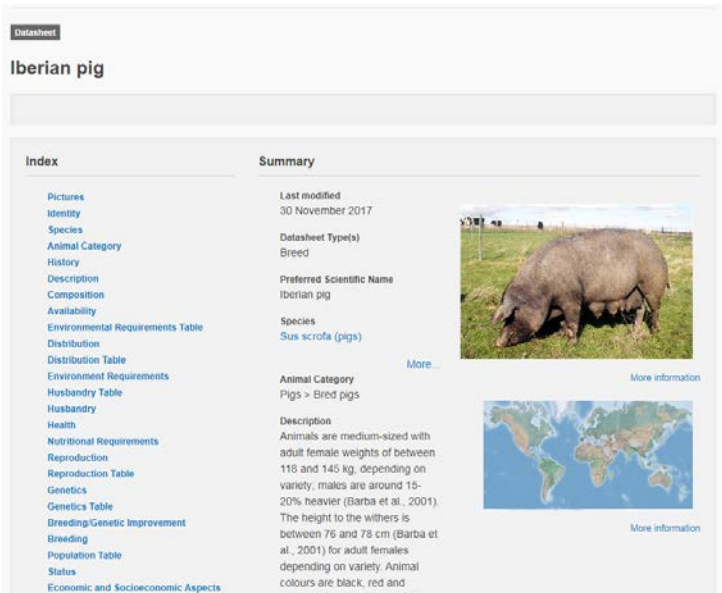 Datasheet
Iberian pig
Index
Pictures
Identity
Species
Animal Category
History
Description
Composition
Availability
Environmental Requirements Table
Distribution
Distribution Table
Environment Requirements
Husbandry Table
Husbandry
Health
Nutritional Requirements
Reproduction
Reproduction Table
Genetics
Genetics Table
Breeding/Genetic Improvement
Breeding
Population Table
Status
Economic and Socioeconomic Aspects
Summary
Last modified
30 November 2017
Datasheet Type(s)
Breed
Preferred Scientific Name
Iberian pig
Species
Sus scrofa (pigs)
More...
Animal Category
Pigs > Bred pigs
Description
Animals are medium-sized with
adult female weights of between
118 and 145 kg, depending on
variety; males are around 15-
20% heavier (Barba et al., 2001).
The height to the withers is
between 76 and 78 cm (Barba et
al., 2001) for adult females
depending on variety. Animal
colours are black, red and
More information
More information